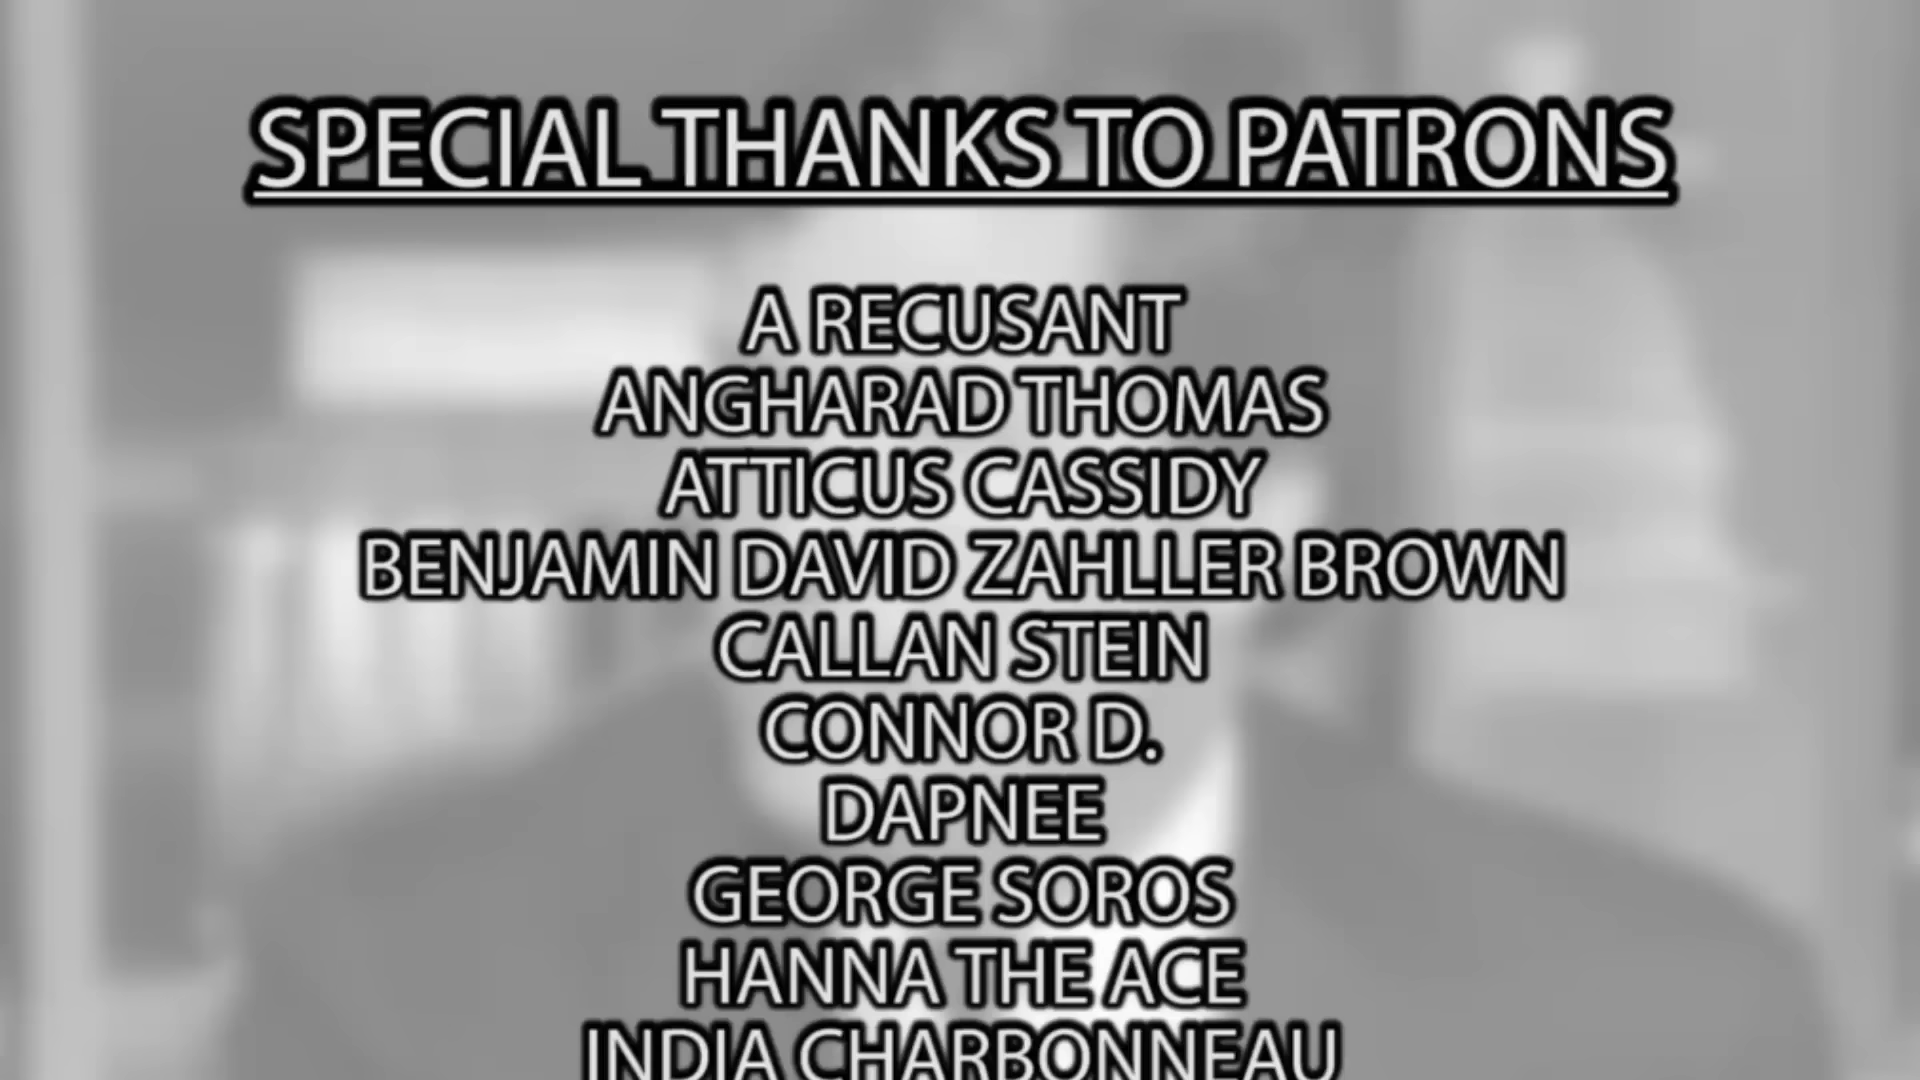 SPECIAL THANKS TO PATRONS
A RECUSANT
ANGHARAD THOMAS
ATTICUS CASSIDY
BENJAMIN DAVID ZAHLLER BROWN
CALLAN STEIN
CONNOR D.
DAPNEE
GEORGE SOROS
HANNA THE ACE
INDIA CHARBONNEAU